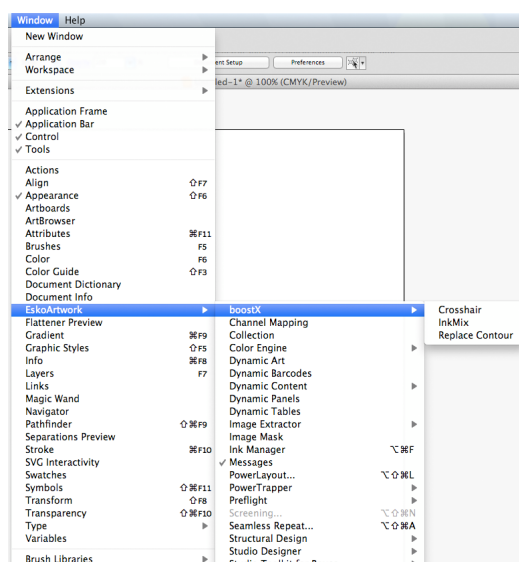 Window Help
New Window
Arrange
Workspace
ent Setup
Preferences
led-1* @ 100% (CMYK/Preview)
Extensions
Application Frame
✓ Application Bar
✓ Control
✓ Tools
Actions
Align ⇧F7
✓ Appearance ⇧F6
Artboards
ArtBrowser
Attributes ⌘F11
Brushes F5
Color F6
Color Guide ⇧F3
Document Dictionary
Document Info
EskoArtwork
Flattener Preview
Gradient ⌘F9
Graphic Styles ⇧F5
Info ⌘F8
Layers F7
Links
Magic Wand
Navigator
Pathfinder ⇧⌘F9
Separations Preview
Stroke ⌘F10
SVG Interactivity
Swatches
Symbols ⇧⌘F11
Transform ⇧F8
Transparency ⇧⌘F10
Type
Variables
Brush Libraries
boostX
Channel Mapping
Collection
Color Engine
Dynamic Art
Dynamic Barcodes
Dynamic Content
Dynamic Panels
Dynamic Tables
Image Extractor
Image Mask
Ink Manager ⌥⌘F
✓ Messages
PowerLayout... ⌥⇧⌘L
PowerTrapper
Preflight
Screening... ⌥⇧⌘N
Seamless Repeat... ⌥⇧⌘A
Structural Design
Studio Designer
Crosshair
InkMix
Replace Contour